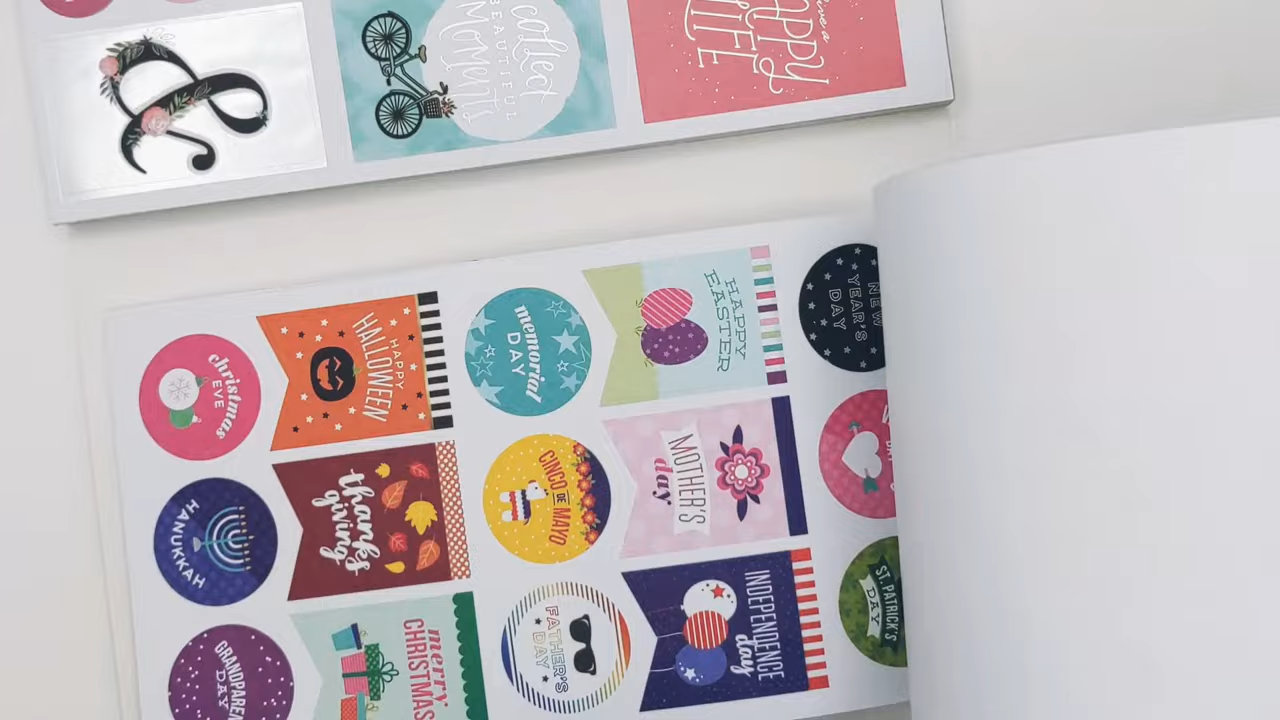 &
collect
BEAUTIFUL
MOMENTS
HAPPY
LIFE
NEW
YEAR'S
DAY
DAY
ST. PATRICK'S
DAY
HAPPY
EASTER
MOTHER'S
day
INDEPENDENCE
day
memorial
DAY
CINCO DE MAYO
FATHER'S
DAY
HAPPY
HALLOWEEN
thanks
giving
merry
CHRISTMAS
christmas
EVE
HANUKKAH
DAY